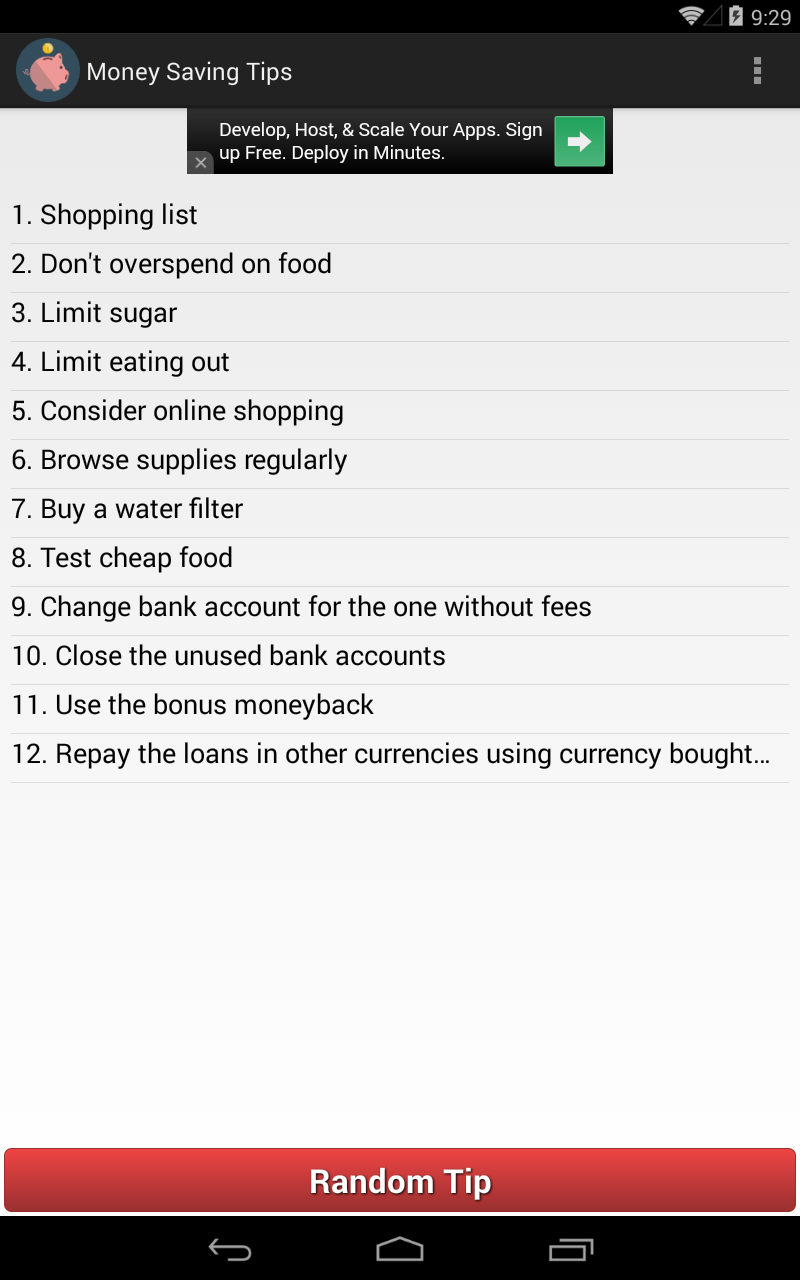 9:29
Money Saving Tips
Develop, Host, & Scale Your Apps. Sign
up Free. Deploy in Minutes.
1. Shopping list
2. Don't overspend on food
3. Limit sugar
4. Limit eating out
5. Consider online shopping
6. Browse supplies regularly
7. Buy a water filter
8. Test cheap food
9. Change bank account for the one without fees
10. Close the unused bank accounts
11. Use the bonus moneyback
12. Repay the loans in other currencies using currency bought...
Random Tip